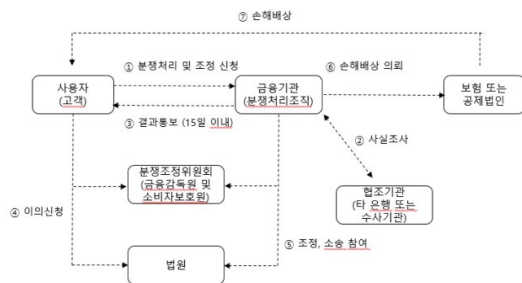 ⑦ 손해배상
① 분쟁처리 및 조정 신청
⑥ 손해배상 의뢰
사용자
(고객)
금융기관
(분쟁처리조직)
보험 또는
공제법인
③ 결과통보 (15일 이내)
② 사실조사
분쟁조정위원회
(금융감독원 및
소비자보호원)
협조기관
(타 은행 또는
수사기관)
④ 이의신청
⑤ 조정, 소송 참여
법원